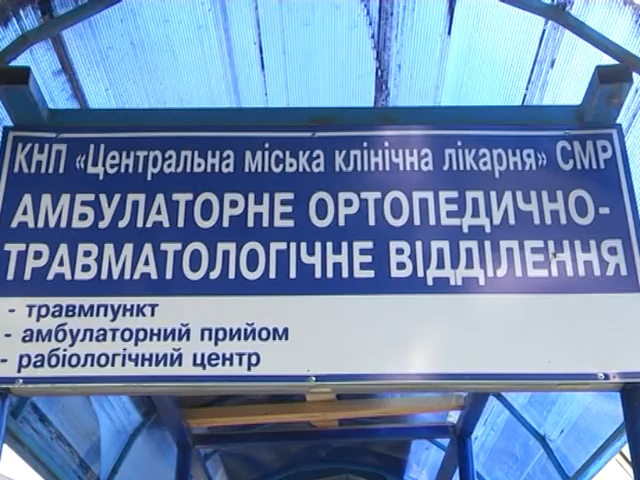 КНП «Центральна міська клінічна лікарня» СМР
АМБУЛАТОРНЕ ОРТОПЕДИЧНО-
ТРАВМАТОЛОГІЧНЕ ВІДДІЛЕННЯ
- травмпункт
- амбулаторний прийом
- рабіологічний центр